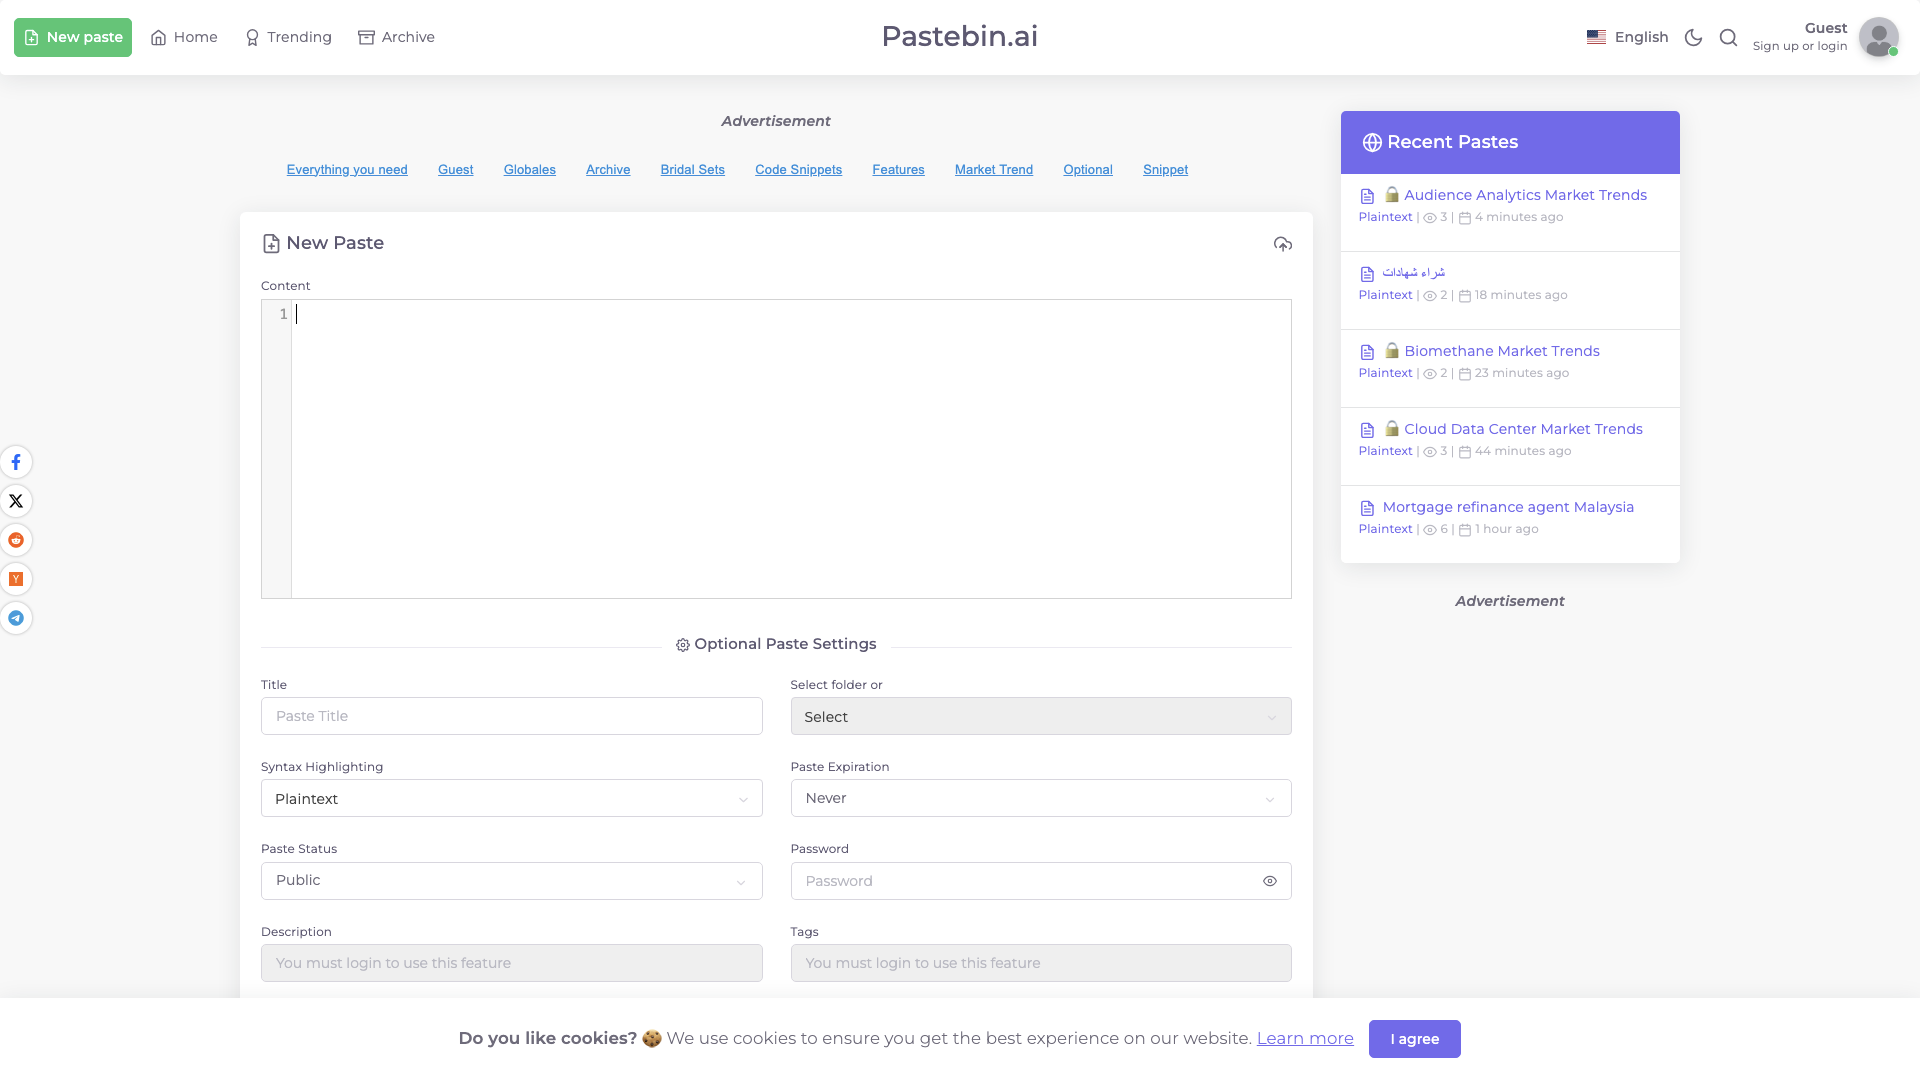 New paste
Home
Trending
Archive
Pastebin.ai
English
Guest
Sign up or login
Advertisement
Everything you need Guest Globales Archive Bridal Sets Code Snippets Features Market Trend Optional Snippet
New Paste
Content
1
Optional Paste Settings
Title
Paste Title
Select folder or
Select
Syntax Highlighting
Plaintext
Paste Expiration
Never
Paste Status
Public
Password
Password
Description
You must login to use this feature
Tags
You must login to use this feature
Recent Pastes
Audience Analytics Market Trends
Plaintext | 3 | 4 minutes ago
شراء شهادات
Plaintext | 2 | 18 minutes ago
Biomethane Market Trends
Plaintext | 2 | 23 minutes ago
Cloud Data Center Market Trends
Plaintext | 3 | 44 minutes ago
Mortgage refinance agent Malaysia
Plaintext | 6 | 1 hour ago
Advertisement
Do you like cookies? 🍪 We use cookies to ensure you get the best experience on our website. Learn more
I agree